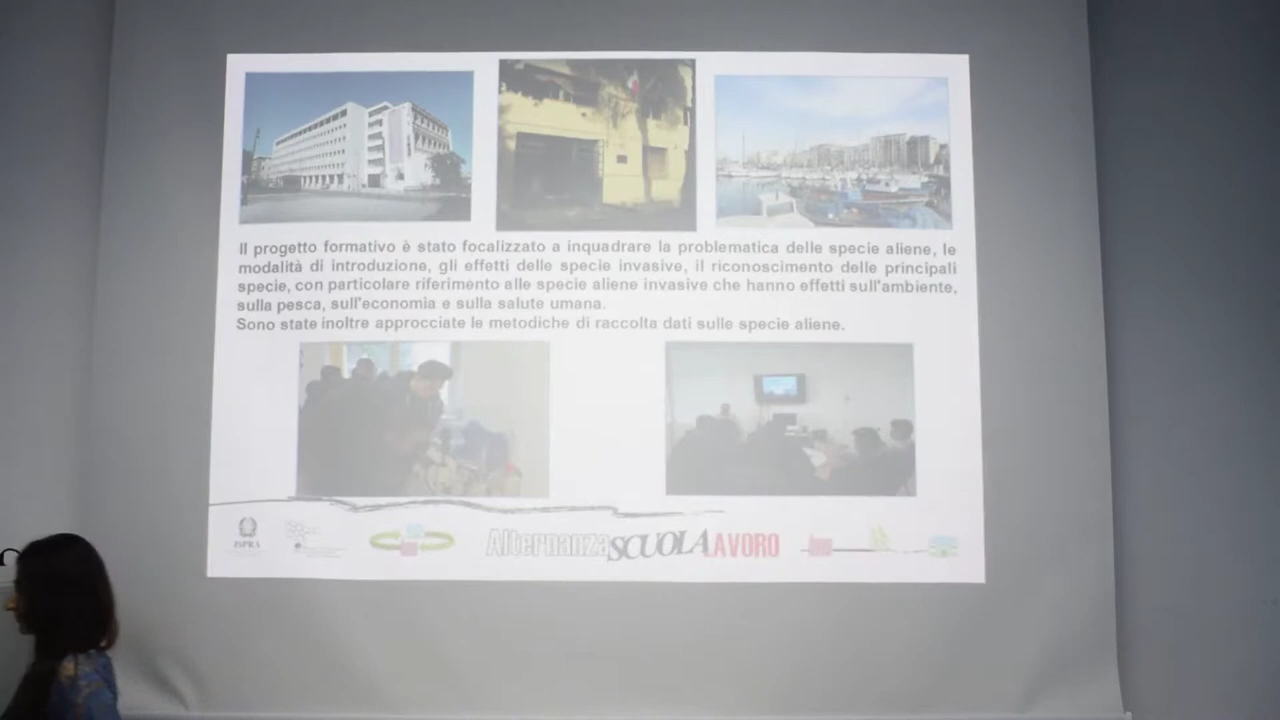 Il progetto formativo è stato focalizzato a inquadrare la problematica delle specie aliene, le
modalità di introduzione, gli effetti delle specie invasive, il riconoscimento delle principali
specie, con particolare riferimento alle specie aliene invasive che hanno effetti sull'ambiente,
sulla pesca, sull'economia e sulla salute umana.
Sono state inoltre approcciate le metodiche di raccolta dati sulle specie aliene.
ISPRA
AlternanzaSCUOLALAVORO